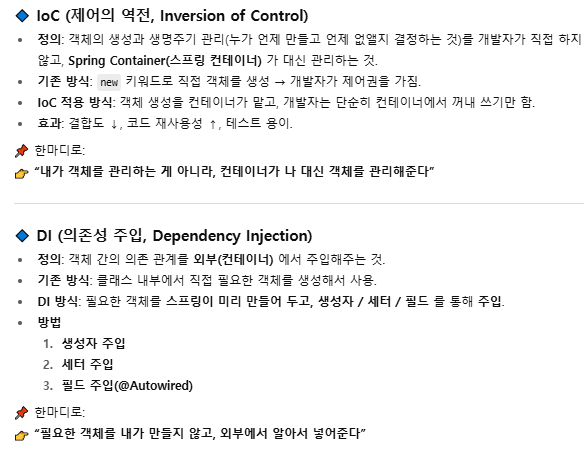 🔷 IoC (제어의 역전, Inversion of Control)
• 정의: 객체의 생성과 생명주기 관리(누가 언제 만들고 언제 없앨지 결정하는 것)를 개발자가 직접 하지
않고, Spring Container(스프링 컨테이너) 가 대신 관리하는 것.
• 기존 방식: new 키워드로 직접 객체를 생성 → 개발자가 제어권을 가짐.
• IoC 적용 방식: 객체 생성을 컨테이너가 맡고, 개발자는 단순히 컨테이너에서 꺼내 쓰기만 함.
• 효과: 결합도 ↓, 코드 재사용성 ↑, 테스트 용이.
📌 한마디로:
👉 “내가 객체를 관리하는 게 아니라, 컨테이너가 나 대신 객체를 관리해준다”
🔷 DI (의존성 주입, Dependency Injection)
• 정의: 객체 간의 의존 관계를 외부(컨테이너) 에서 주입해주는 것.
• 기존 방식: 클래스 내부에서 직접 필요한 객체를 생성해서 사용.
• DI 방식: 필요한 객체를 스프링이 미리 만들어 두고, 생성자 / 세터 / 필드 를 통해 주입.
• 방법
1. 생성자 주입
2. 세터 주입
3. 필드 주입(@Autowired)
📌 한마디로:
👉 “필요한 객체를 내가 만들지 않고, 외부에서 알아서 넣어준다”